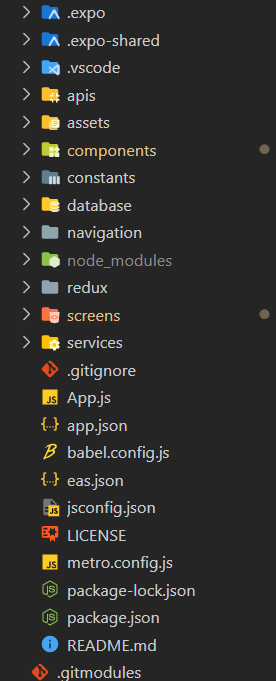 .expo
.expo-shared
.vscode
apis
assets
components
constants
database
navigation
node_modules
redux
screens
services
.gitignore
App.js
app.json
babel.config.js
eas.json
jsconfig.json
LICENSE
metro.config.js
package-lock.json
package.json
README.md
.gitmodules